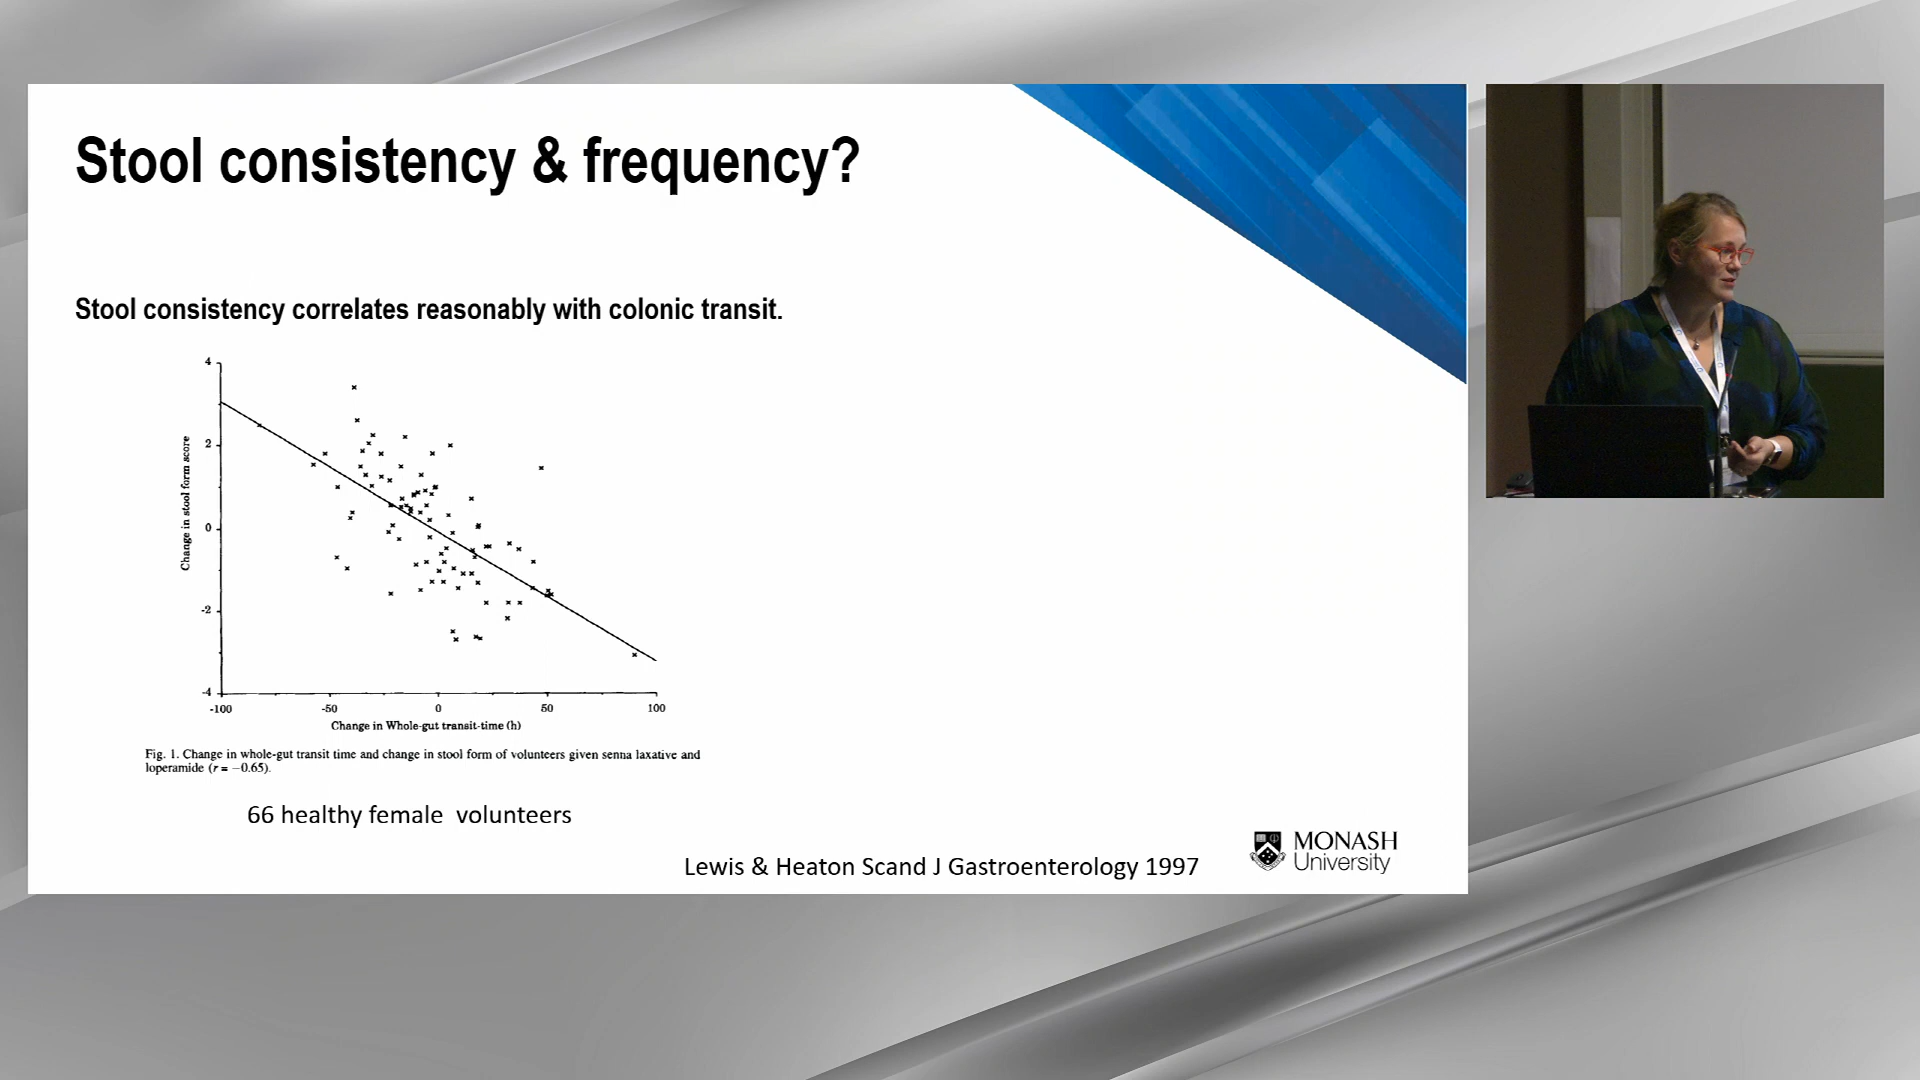 Stool consistency & frequency?
Stool consistency correlates reasonably with colonic transit.
Change in stool form score
4
2
0
-2
-4
-100
-50
0
50
100
Change in Whole-gut transit-time (h)
Fig. 1. Change in whole-gut transit time and change in stool form of volunteers given senna laxative and
loperamide (r = −0.65).
66 healthy female volunteers
Lewis & Heaton Scand J Gastroenterology 1997
MONASH
University